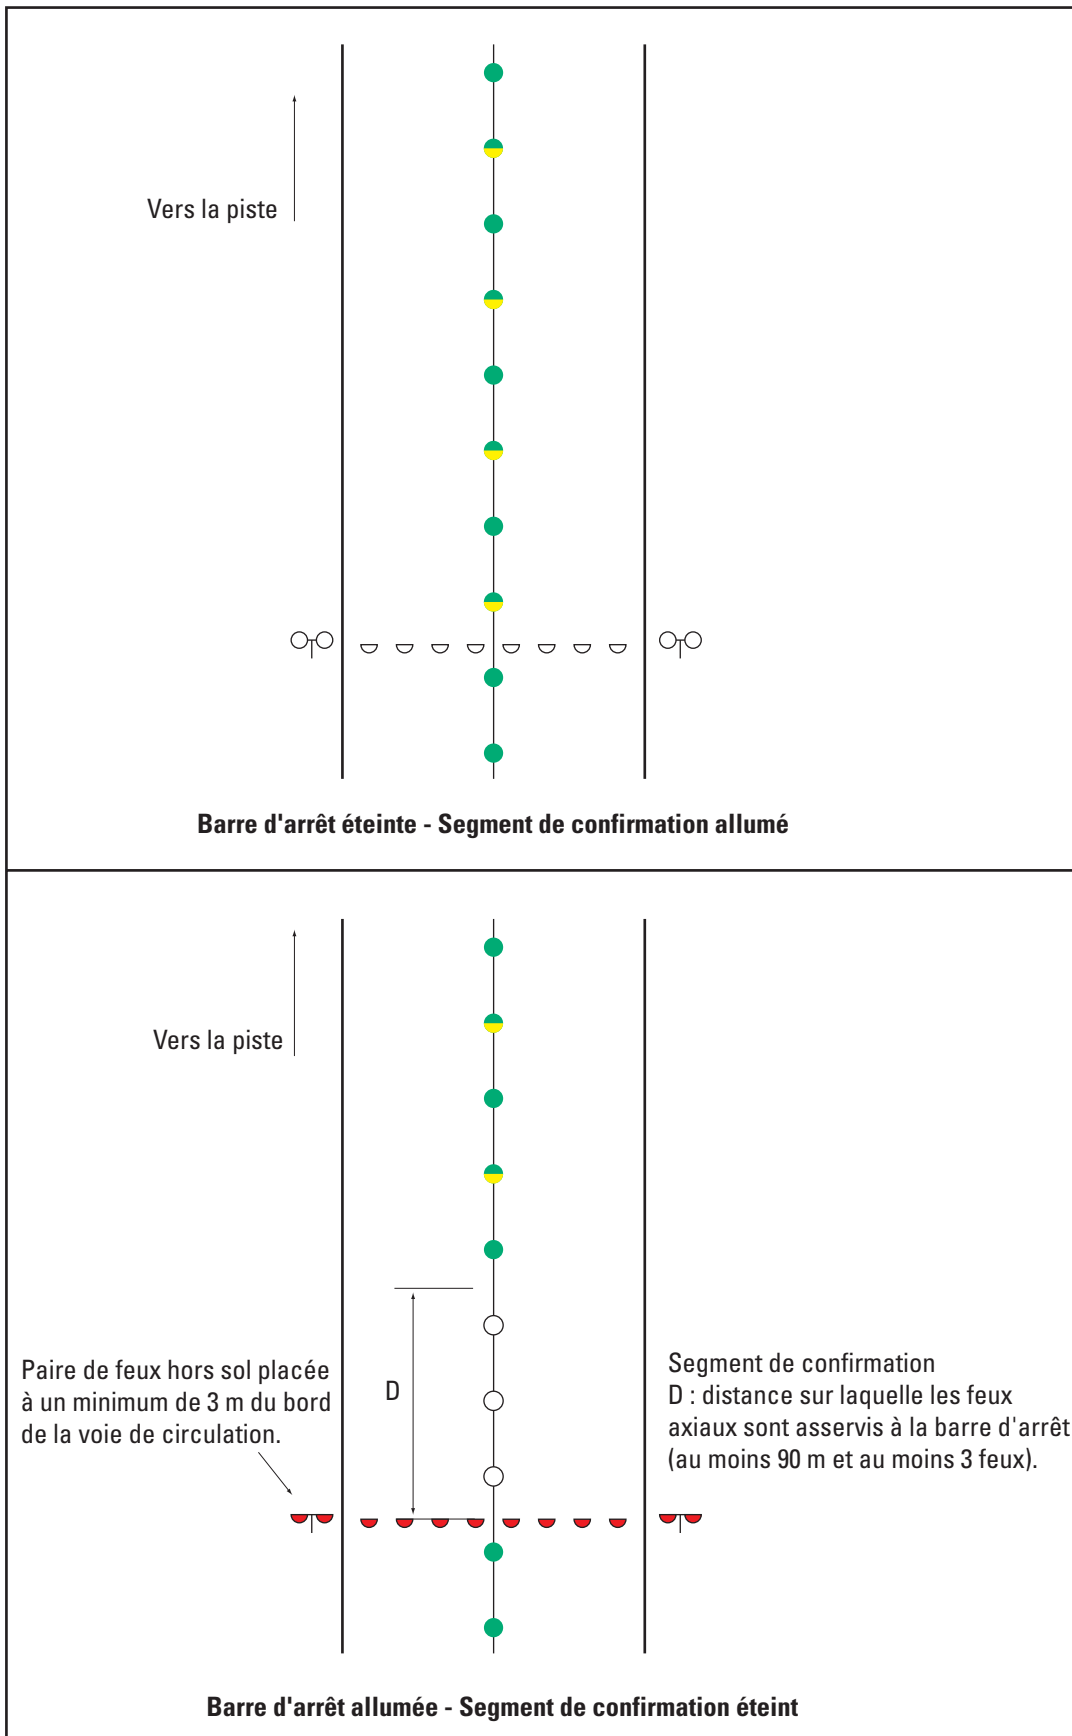 Vers la piste
Barre d'arrêt éteinte - Segment de confirmation allumé
Vers la piste
Paire de feux hors sol placée
à un minimum de 3 m du bord
de la voie de circulation.
D
Segment de confirmation
D : distance sur laquelle les feux
axiaux sont asservis à la barre d'arrêt
(au moins 90 m et au moins 3 feux).
Barre d'arrêt allumée - Segment de confirmation éteint